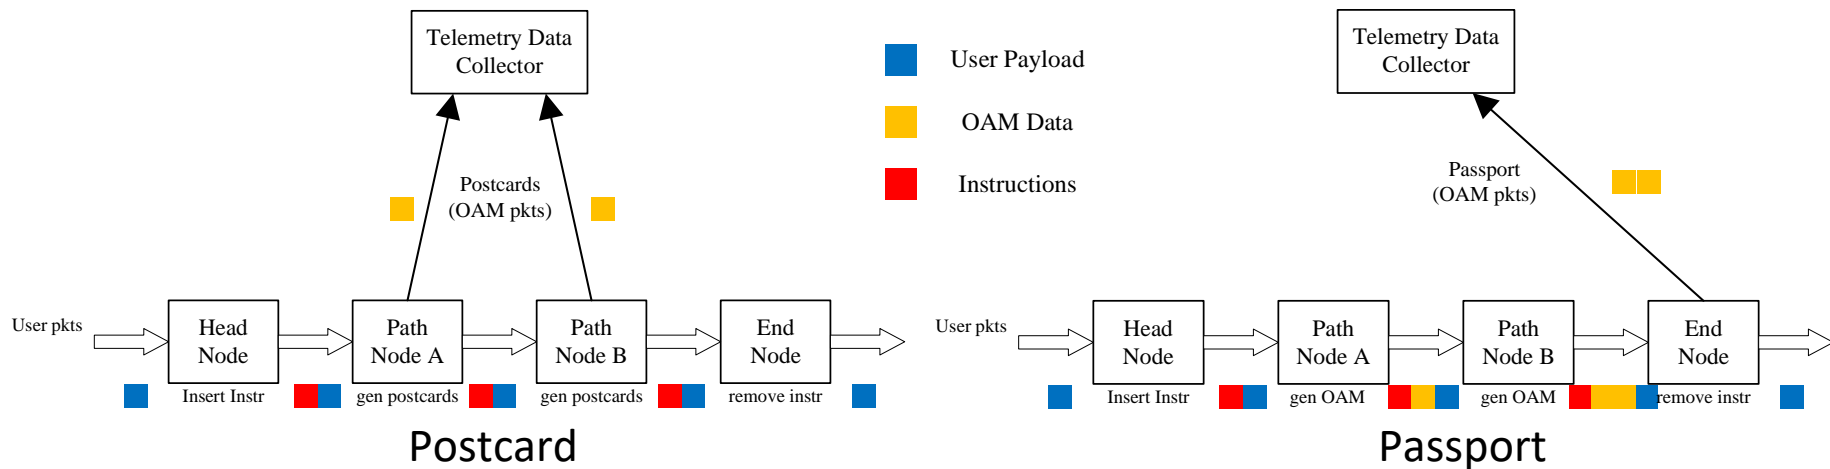 Telemetry Data
Collector
Postcards
(OAM pkts)
User pkts
Head
Node
Path
Node A
Path
Node B
End
Node
Insert Instr
gen postcards
gen postcards
remove instr
Postcard
User Payload
OAM Data
Instructions
Telemetry Data
Collector
Passport
(OAM pkts)
User pkts
Head
Node
Path
Node A
Path
Node B
End
Node
Insert Instr
gen OAM
gen OAM
remove instr
Passport